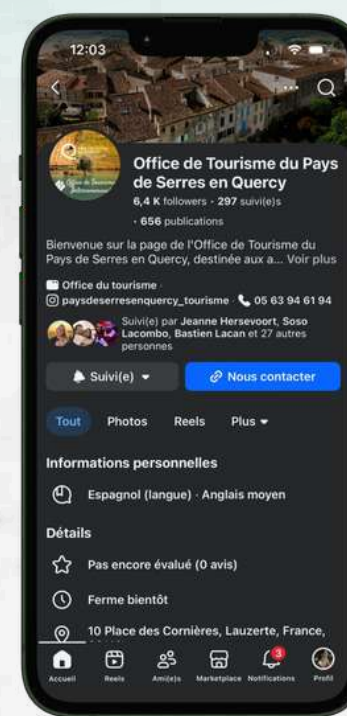 12:03
Office de Tourisme du Pays
de Serres en Quercy
6,4 K followers · 297 suivi(e)s
· 656 publications
Bienvenue sur la page de l'Office de Tourisme du
Pays de Serres en Quercy, destinée aux a... Voir plus
Office du tourisme ·
paysdeserresenquercy_tourisme · 05 63 94 61 94
Suivi(e) par Jeanne Hersevoort, Soso
Lacombo, Bastien Lacan et 27 autres
personnes
Suivi(e)
Nous contacter
Tout Photos Reels Plus
Informations personnelles
Espagnol (langue) · Anglais moyen
Détails
Pas encore évalué (0 avis)
Ferme bientôt
10 Place des Cornières, Lauzerte, France,
3
Accueil Reels Ami(e)s Marketplace Notifications Profil